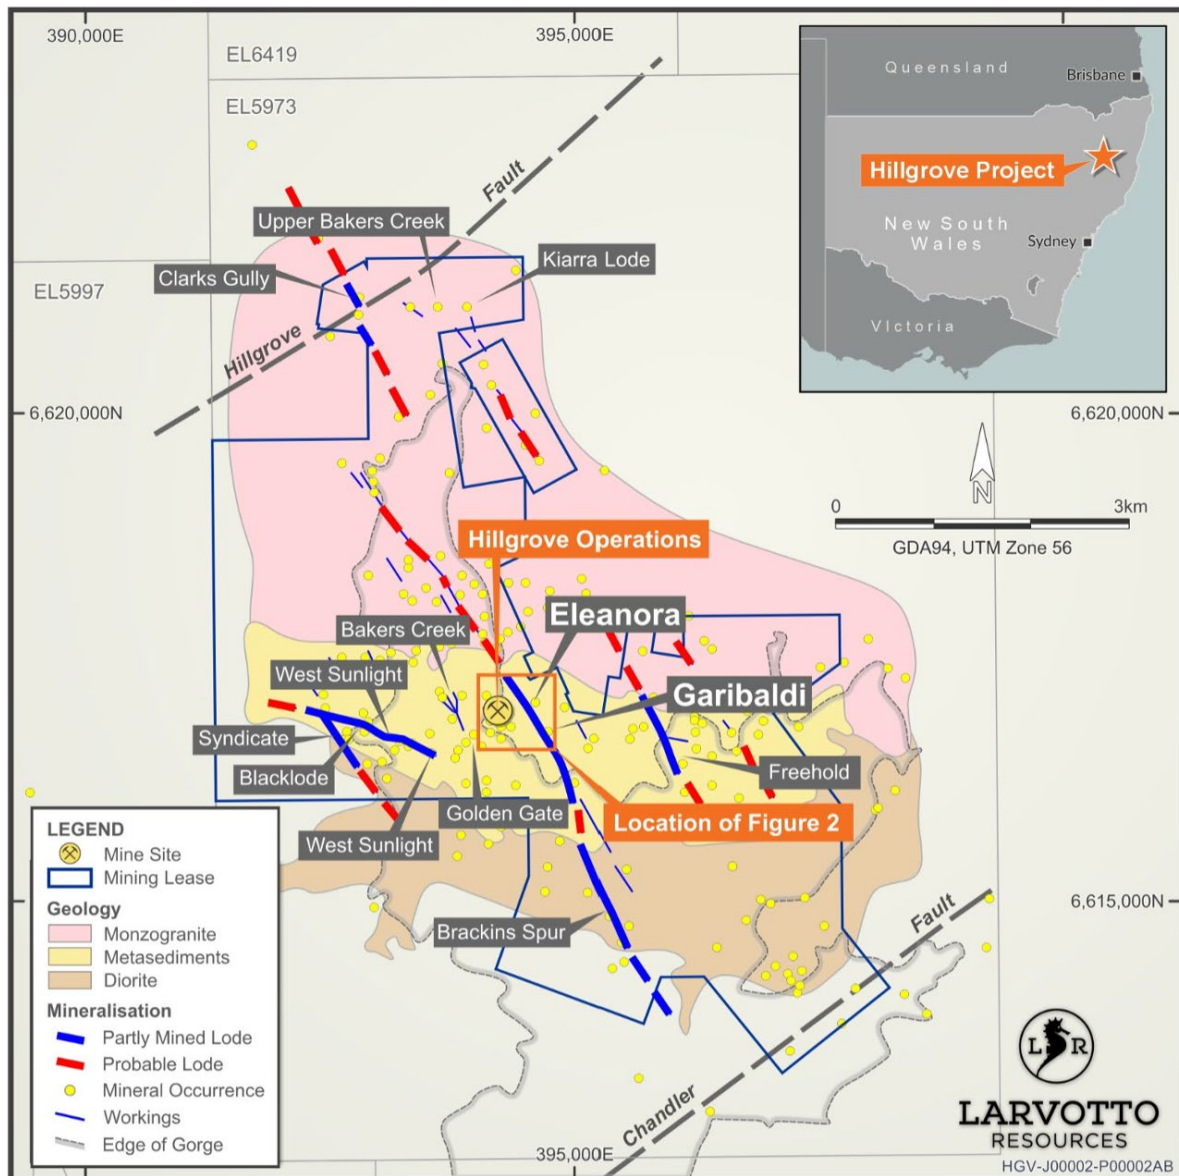 390,000E
395,000E
EL6419
EL5973
Queensland
Brisbane
Hillgrove Project
New South
Wales
Sydney
VIctoria
Fault
Upper Bakers Creek
Kiarra Lode
Clarks Gully
EL5997
Hillgrove
6,620,000N
6,620,000N
N
0
3km
GDA94, UTM Zone 56
Hillgrove Operations
Eleanora
Bakers Creek
West Sunlight
Garibaldi
Syndicate
Blacklode
Freehold
Golden Gate
Location of Figure 2
West Sunlight
LEGEND
Mine Site
Mining Lease
Geology
Monzogranite
Metasediments
Diorite
Mineralisation
Partly Mined Lode
Probable Lode
Mineral Occurrence
Workings
Edge of Gorge
6,615,000N
Brackins Spur
Fault
Chandler
395,000E
L R
LARVOTTO
RESOURCES
HGV-J00002-P00002AB